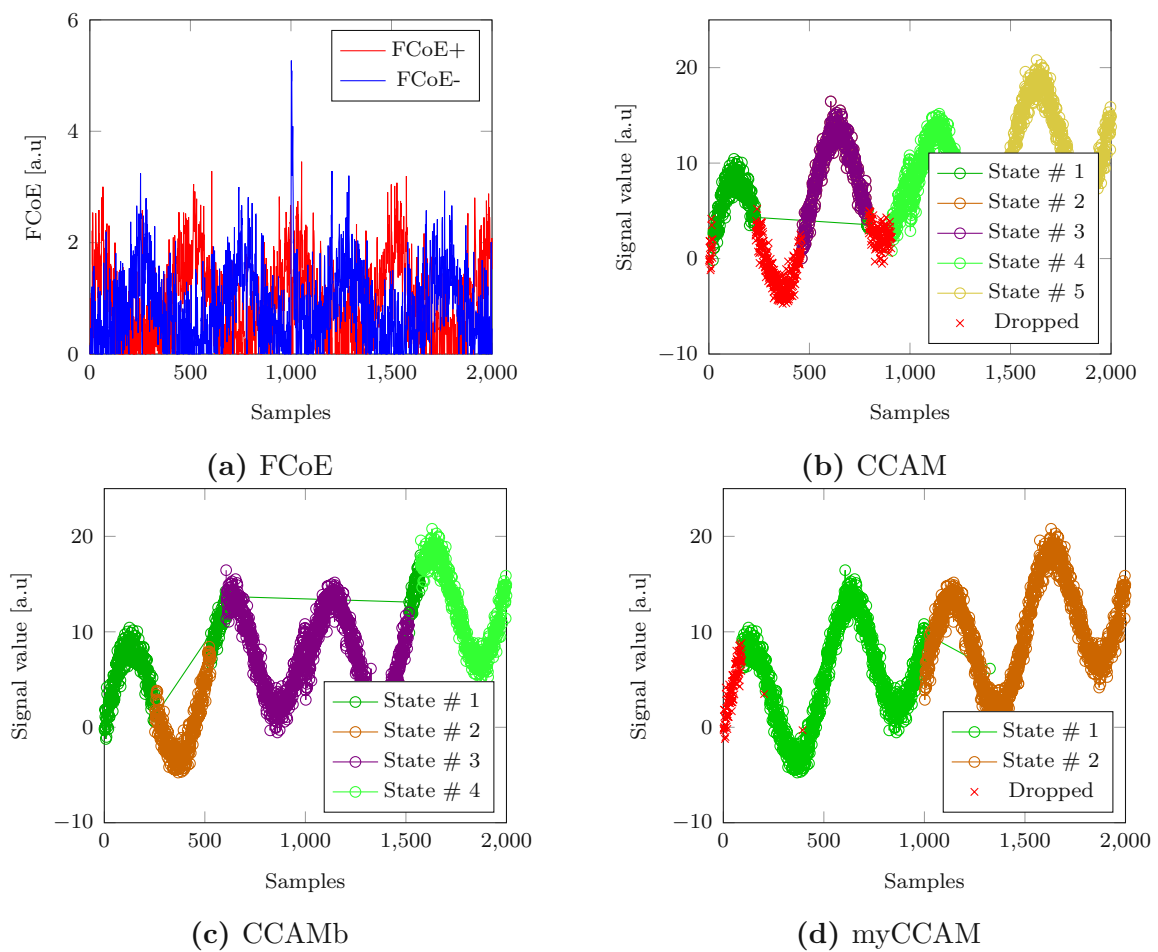 6
4
2
0
FCoE [a.u]
FCoE+
FCoE-
0 500 1,000 1,500 2,000
Samples
(a) FCoE
20
10
0
−10
Signal value [a.u]
State # 1
State # 2
State # 3
State # 4
State # 5
Dropped
0 500 1,000 1,500 2,000
Samples
(b) CCAM
20
10
0
−10
Signal value [a.u]
State # 1
State # 2
State # 3
State # 4
0 500 1,000 1,500 2,000
Samples
(c) CCAMb
20
10
0
−10
Signal value [a.u]
State # 1
State # 2
Dropped
0 500 1,000 1,500 2,000
Samples
(d) myCCAM